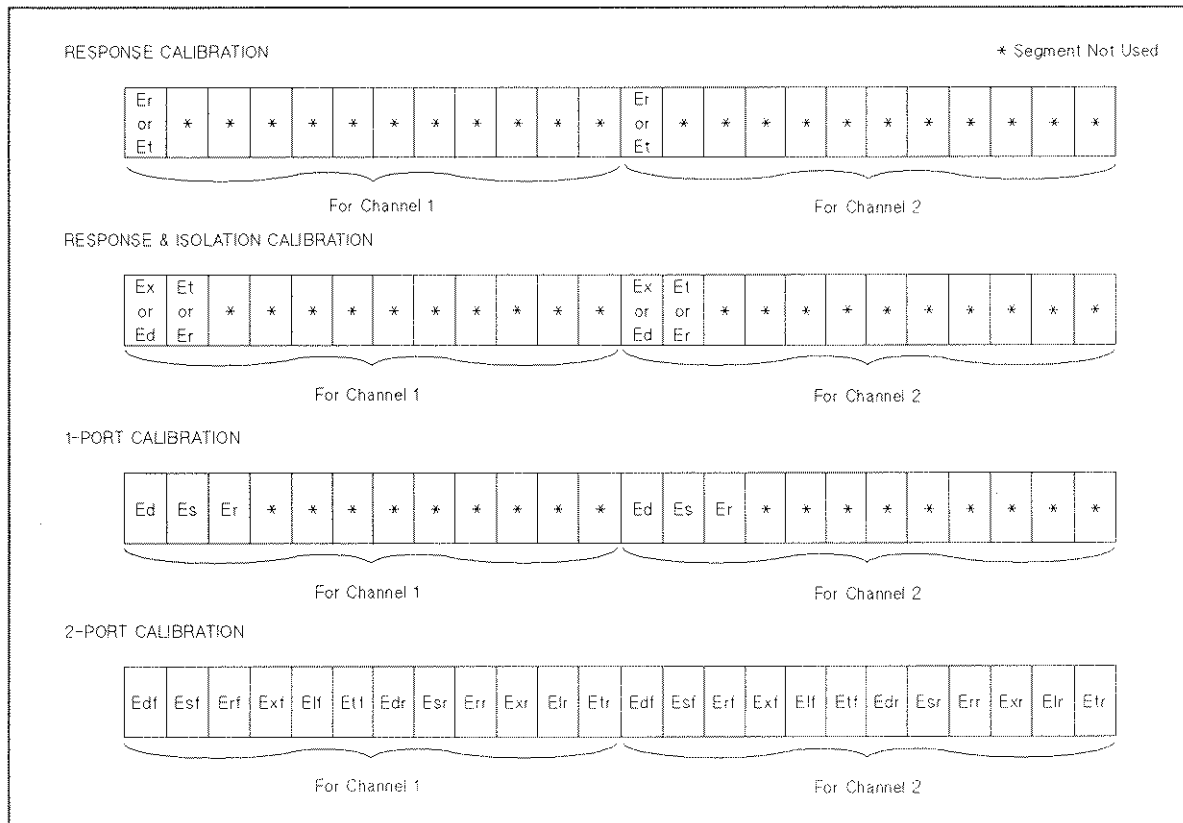 RESPONSE CALIBRATION
* Segment Not Used
Er or Et * * * * * * * * * * * Er or Et * * * * * * * * * * *
For Channel 1
For Channel 2
RESPONSE & ISOLATION CALIBRATION
Ex or Ed Et or Er * * * * * * * * * * Ex or Ed Et or Er * * * * * * * * * *
For Channel 1
For Channel 2
1-PORT CALIBRATION
Ed Es Er * * * * * * * * * Ed Es Er * * * * * * * * *
For Channel 1
For Channel 2
2-PORT CALIBRATION
Edf Esf Erf Exf Elf Etf Edr Esr Err Exr Elr Etr Edf Esf Erf Exf Elf Etf Edr Esr Err Exr Elr Etr
For Channel 1
For Channel 2